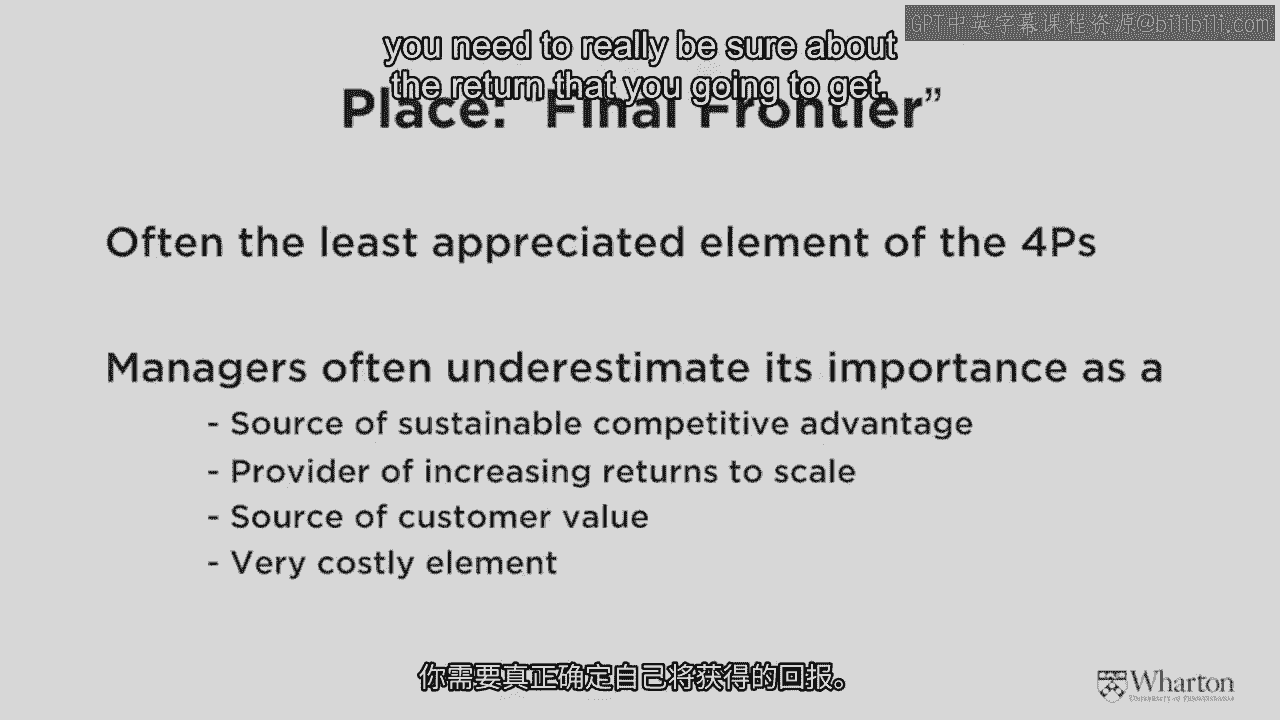 GPT中英字幕课程资源@bilibili.com
you need to really be sure about
the return that you going to get.
Place: "Final Frontier"
Often the least appreciated element of the 4Ps
Managers often underestimate its importance as a
- Source of sustainable competitive advantage
- Provider of increasing returns to scale
- Source of customer value
- Very costly element
你需要真正确定自己将获得的回报。
Wharton
University of Pennsylvania